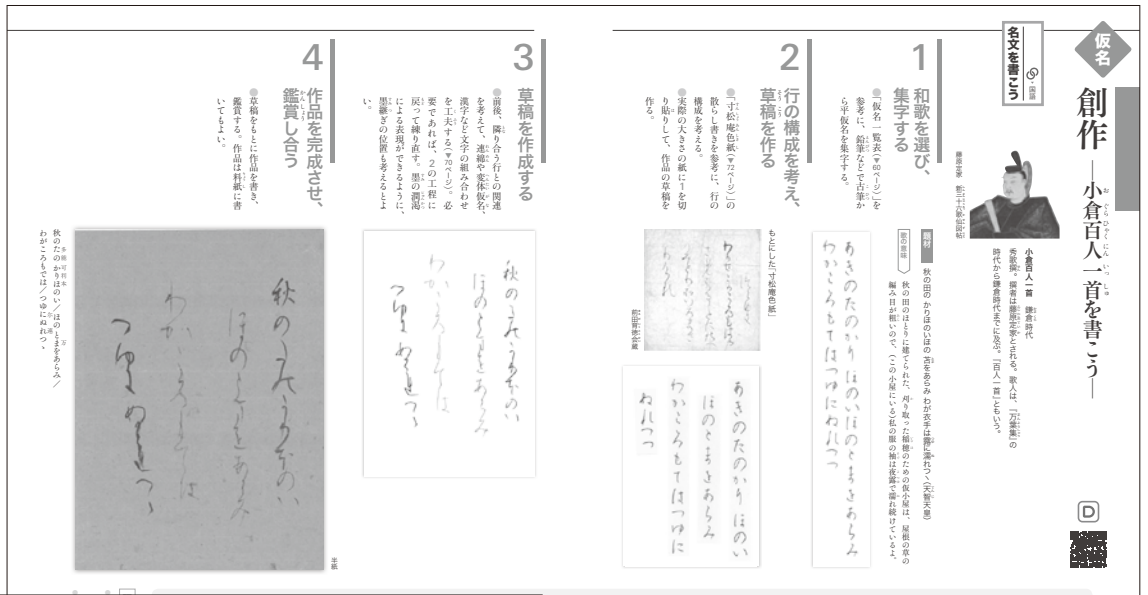 仮名
創作
―小倉百人一首を書こう―
名文を書こう
国語
藤原定家 新三十六歌仙図帖
小倉百人一首 鎌倉時代
秀歌撰。撰者は藤原定家とされる。歌人は、『万葉集』の
時代から鎌倉時代までに及ぶ。『百人一首』ともいう。
D
1
和歌を選び、
集字する
●「仮名一覧表(▼60ページ)」を
参考に、鉛筆などで古筆か
ら平仮名を集字する。
題材
秋の田の かりほのいほの 苫をあらみ わが衣手は 露に濡れつゝ(天智天皇)
歌の意味
秋の田のほとりに建てられた、刈り取った稲穂のための仮小屋は、屋根の草の
編み目が粗いので、(この小屋にいる)私の服の袖は夜露で濡れ続けているよ。
あきのたのかりほのいほのとまをあらみ
わかころもてはつゆにぬれつつ
2
行の構成を考え、
草稿を作る
●「寸松庵色紙(▼72ページ)」の
散らし書きを参考に、行の
構成を考える。
●実際の大きさの紙に1を切
り貼りして、作品の草稿を
作る。
もとにした「寸松庵色紙」
前田育徳会蔵
あきのたのかりほのい
ほのとまをあらみ
わかころもてはつゆに
ぬれつつ
3
草稿を作成する
●前後、隣り合う行との関連
を考えて、連綿や変体仮名、
漢字など文字の組み合わせ
を工夫する(▼70ページ)。必
要であれば、2の工程に
戻って練り直す。墨の潤渇
による表現ができるように、
墨継ぎの位置も考えるとよ
い。
4
作品を完成させ、
鑑賞し合う
●草稿をもとに作品を書き、
鑑賞する。作品は料紙に書
いてもよい。
半紙
秋のたのかりほのい/ほのとまをあらみ/
わがころもでは/つゆにぬれつゝ